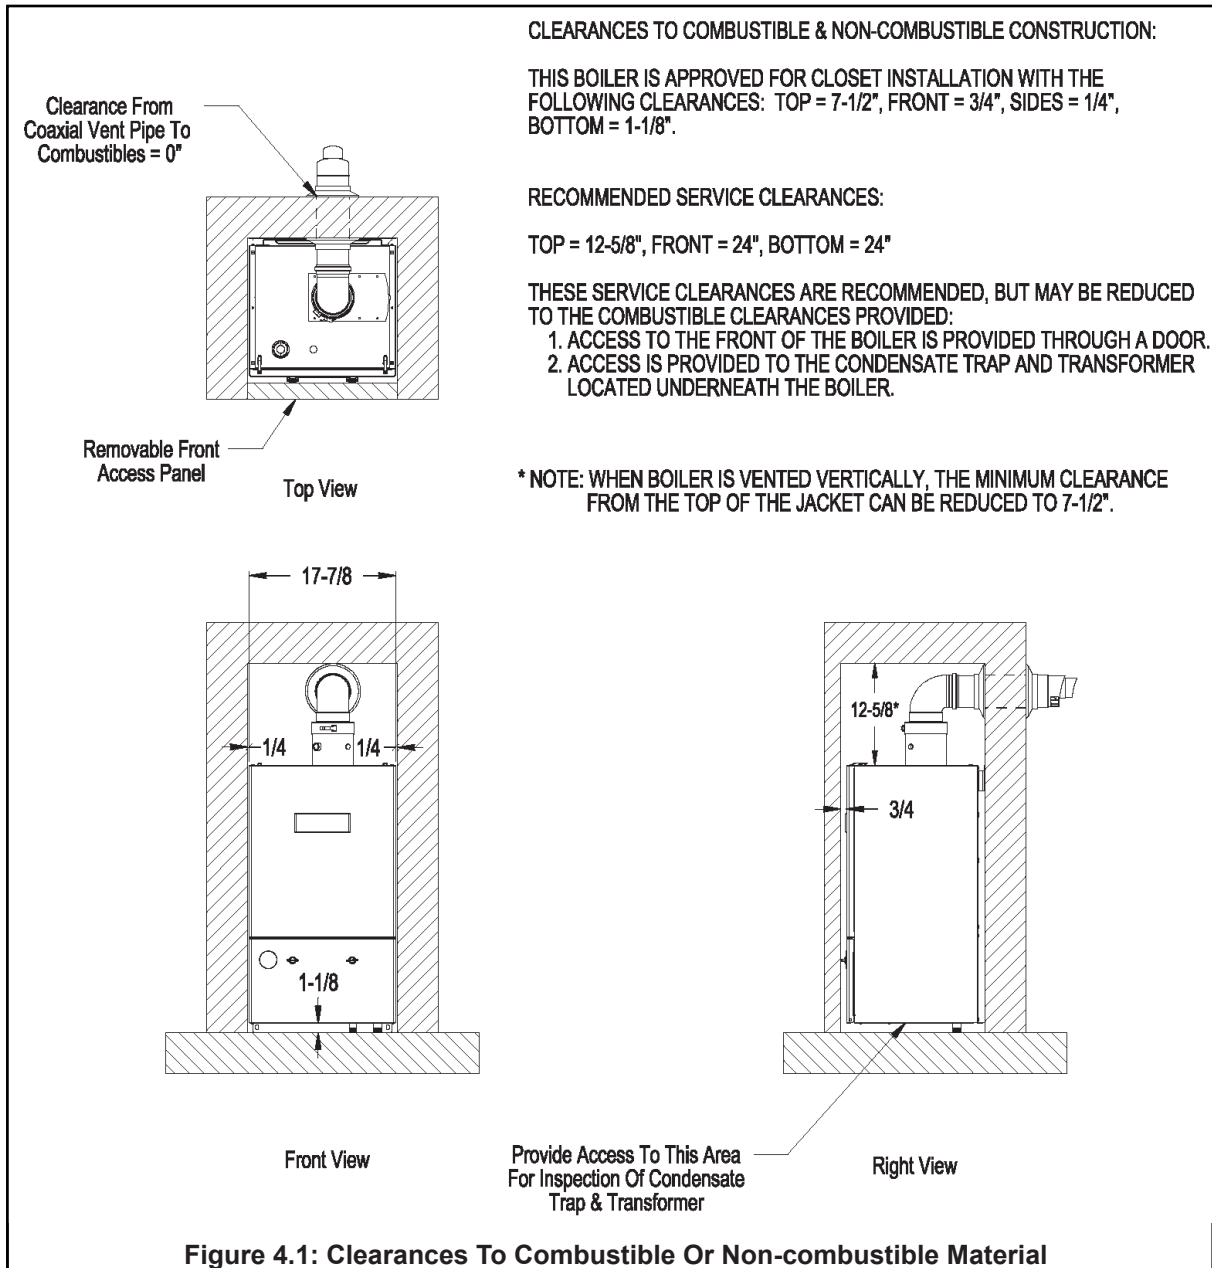 CLEARANCES TO COMBUSTIBLE & NON-COMBUSTIBLE CONSTRUCTION:
THIS BOILER IS APPROVED FOR CLOSET INSTALLATION WITH THE
FOLLOWING CLEARANCES: TOP = 7-1/2", FRONT = 3/4", SIDES = 1/4",
BOTTOM = 1-1/8".
RECOMMENDED SERVICE CLEARANCES:
TOP = 12-5/8", FRONT = 24", BOTTOM = 24"
THESE SERVICE CLEARANCES ARE RECOMMENDED, BUT MAY BE REDUCED
TO THE COMBUSTIBLE CLEARANCES PROVIDED:
1. ACCESS TO THE FRONT OF THE BOILER IS PROVIDED THROUGH A DOOR.
2. ACCESS IS PROVIDED TO THE CONDENSATE TRAP AND TRANSFORMER
LOCATED UNDERNEATH THE BOILER.
* NOTE: WHEN BOILER IS VENTED VERTICALLY, THE MINIMUM CLEARANCE
FROM THE TOP OF THE JACKET CAN BE REDUCED TO 7-1/2".
Clearance From
Coaxial Vent Pipe To
Combustibles = 0"
Removable Front
Access Panel
Top View
17-7/8
1/4
1/4
1-1/8
Front View
12-5/8*
3/4
Provide Access To This Area
For Inspection Of Condensate
Trap & Transformer
Right View
Figure 4.1: Clearances To Combustible Or Non-combustible Material